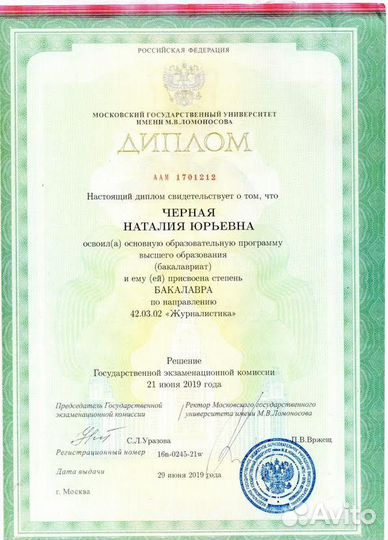 РОССИЙСКАЯ ФЕДЕРАЦИЯ
МОСКОВСКИЙ ГОСУДАРСТВЕННЫЙ УНИВЕРСИТЕТ
ИМЕНИ М.В.ЛОМОНОСОВА
ДИПЛОМ
ААМ 1701212
Настоящий диплом свидетельствует о том, что
ЧЕРНАЯ
НАТАЛИЯ ЮРЬЕВНА
освоил(а) основную образовательную программу
высшего образования
(бакалавриат)
и ему (ей) присвоена степень
БАКАЛАВРА
по направлению
42.03.02 «Журналистика»
Решение
Государственной экзаменационной комиссии
21 июня 2019 года
Председатель Государственной
экзаменационной комиссии
Ректор Московского государственного
университета имени М.В.Ломоносова
С.Л.Уразова
П.В.Вржещ
Регистрационный номер 16п-0245-21w
Дата выдачи 29 июня 2019 года
г. Москва
Avito